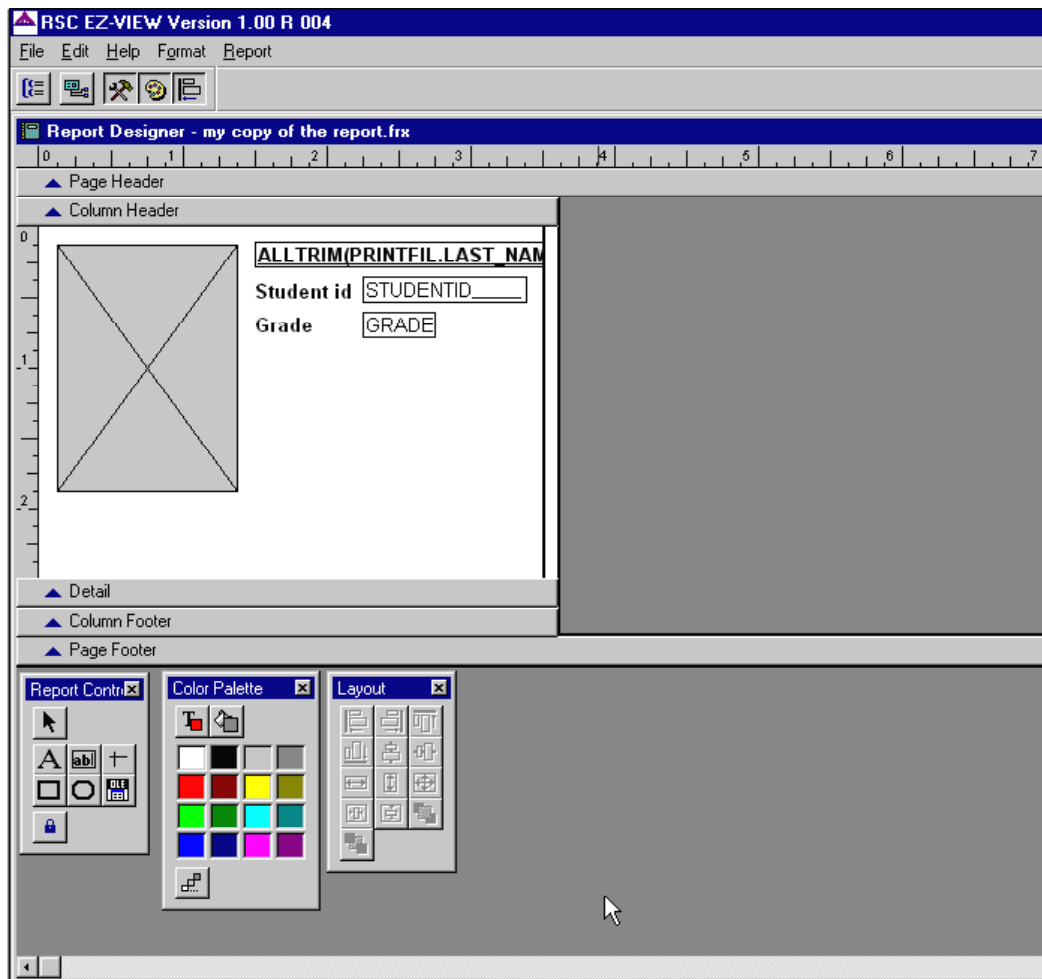 RSC EZ-VIEW Version 1.00 R 004
File Edit Help Format Report
Report Designer - my copy of the report.frx
0 1 2 3 4 5 6 7
Page Header
Column Header
0
ALLTRIM(PRINTFIL.LAST_NAM
Student id STUDENTID_____
Grade GRADE
1
2
Detail
Column Footer
Page Footer
Report Contr
Color Palette
Layout
T
A abl
OLE